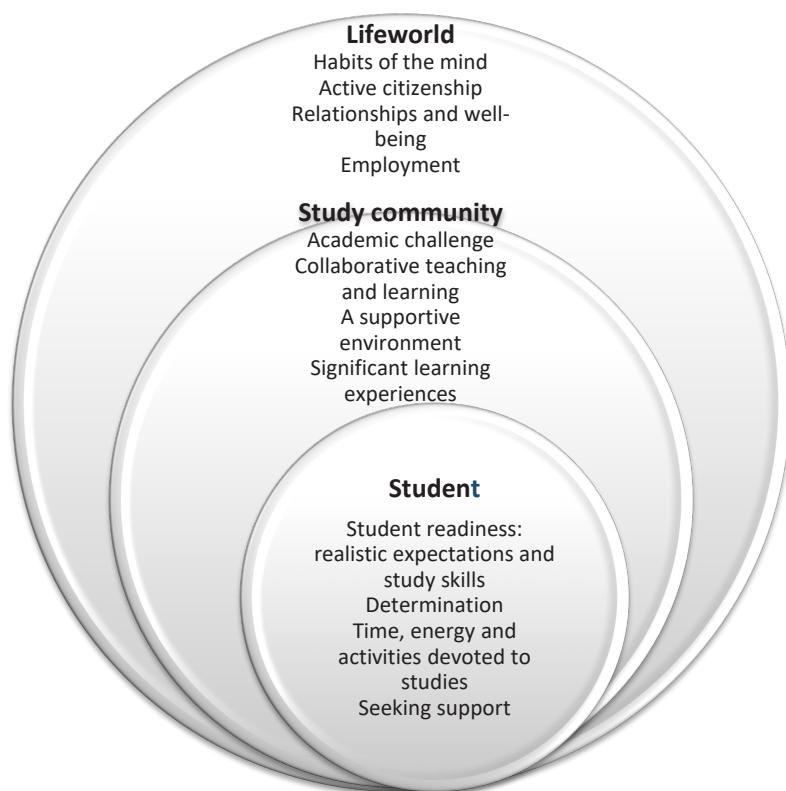 Lifeworld
Habits of the mind
Active citizenship
Relationships and well-
being
Employment
Study community
Academic challenge
Collaborative teaching
and learning
A supportive
environment
Significant learning
experiences
Student
Student readiness:
realistic expectations and
study skills
Determination
Time, energy and
activities devoted to
studies
Seeking support